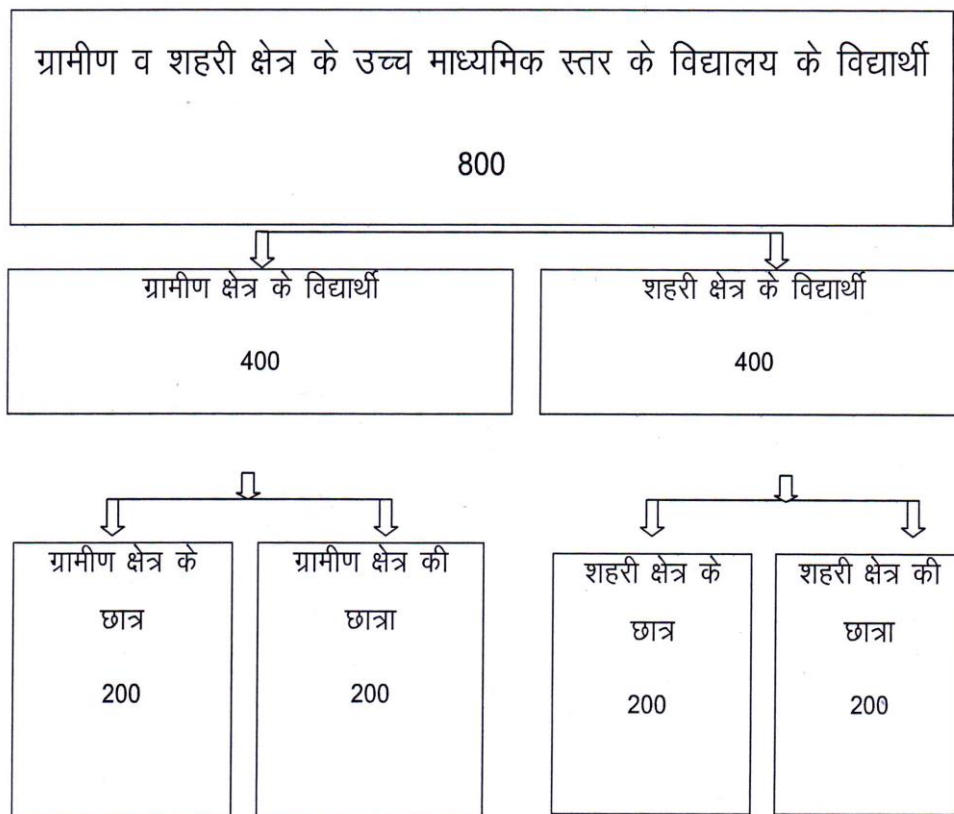 ग्रामीण व शहरी क्षेत्र के उच्च माध्यमिक स्तर के विद्यालय के विद्यार्थी
800
ग्रामीण क्षेत्र के विद्यार्थी
400
शहरी क्षेत्र के विद्यार्थी
400
ग्रामीण क्षेत्र के
छात्र
200
ग्रामीण क्षेत्र की
छात्रा
200
शहरी क्षेत्र के
छात्र
200
शहरी क्षेत्र की
छात्रा
200